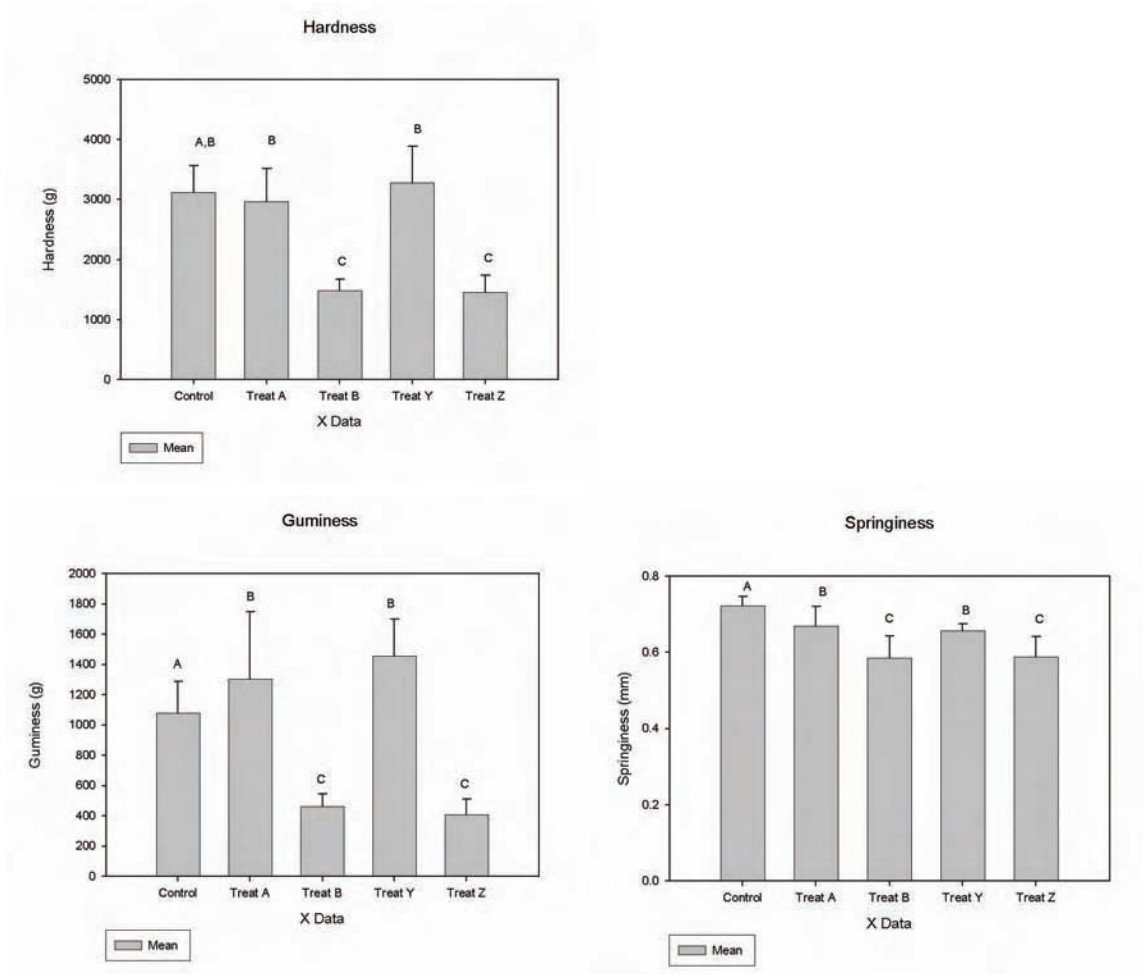 Hardness
5000
4000
3000
2000
1000
0
Hardness (g)
A,B
B
C
B
C
Control Treat A Treat B Treat Y Treat Z
X Data
Mean
Guminess
2000
1800
1600
1400
1200
1000
800
600
400
200
0
Guminess (g)
A
B
C
B
C
Control Treat A Treat B Treat Y Treat Z
X Data
Mean
Springiness
0.8
0.6
0.4
0.2
0.0
Springiness (mm)
A
B
C
B
C
Control Treat A Treat B Treat Y Treat Z
X Data
Mean